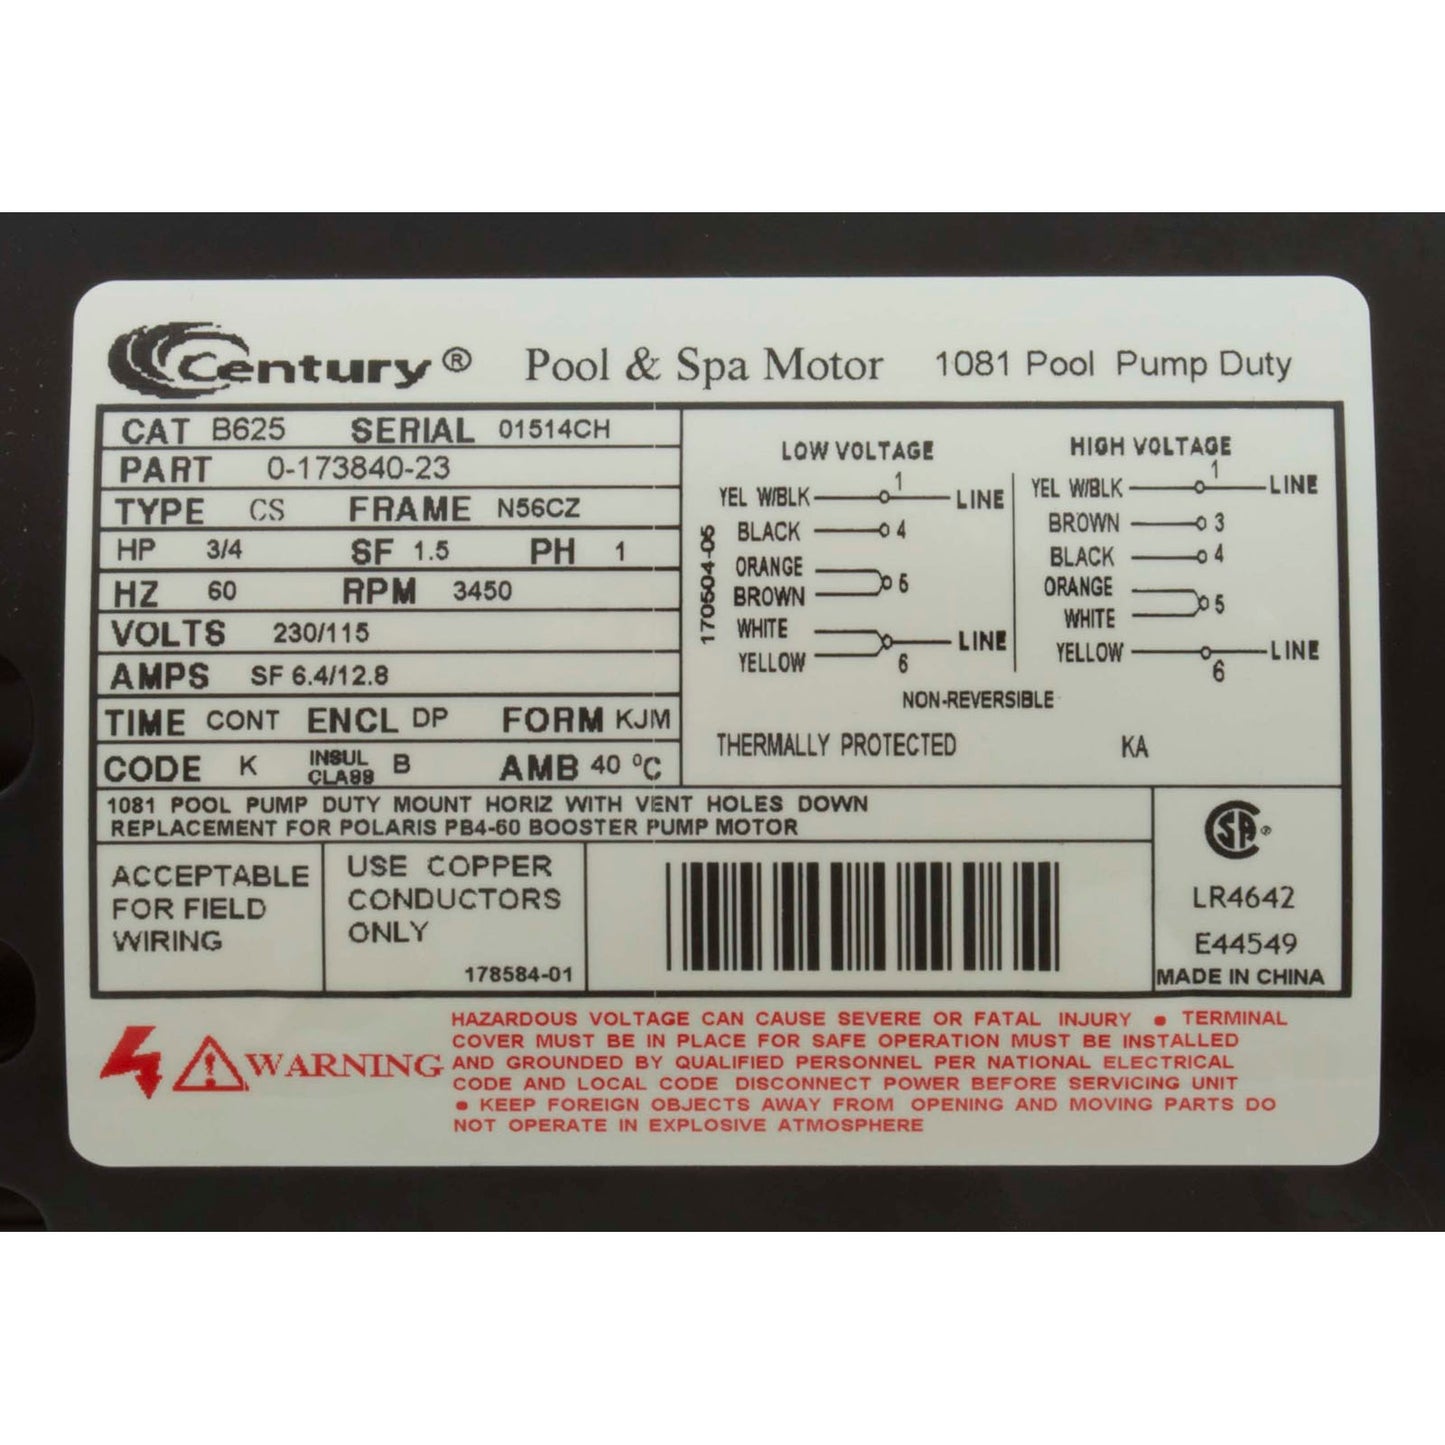 Century® Pool & Spa Motor 1081 Pool Pump Duty
CAT B625 SERIAL 01514CH
PART 0-173840-23
TYPE CS FRAME N56CZ
HP 3/4 SF 1.5 PH 1
HZ 60 RPM 3450
VOLTS 230/115
AMPS SF 6.4/12.8
TIME CONT ENCL DP FORM KJM
CODE K INSUL CLASS B AMB 40 °C
170504-05
LOW VOLTAGE
YEL W/BLK 1 LINE
BLACK 4
ORANGE
BROWN 5
WHITE
YELLOW 6 LINE
HIGH VOLTAGE
YEL W/BLK 1 LINE
BROWN 3
BLACK 4
ORANGE
WHITE 5
YELLOW 6 LINE
NON-REVERSIBLE
THERMALLY PROTECTED KA
1081 POOL PUMP DUTY MOUNT HORIZ WITH VENT HOLES DOWN
REPLACEMENT FOR POLARIS PB4-60 BOOSTER PUMP MOTOR
ACCEPTABLE
FOR FIELD
WIRING
USE COPPER
CONDUCTORS
ONLY
178584-01
SA®
LR4642
E44549
MADE IN CHINA
WARNING
HAZARDOUS VOLTAGE CAN CAUSE SEVERE OR FATAL INJURY • TERMINAL
COVER MUST BE IN PLACE FOR SAFE OPERATION MUST BE INSTALLED
AND GROUNDED BY QUALIFIED PERSONNEL PER NATIONAL ELECTRICAL
CODE AND LOCAL CODE DISCONNECT POWER BEFORE SERVICING UNIT
• KEEP FOREIGN OBJECTS AWAY FROM OPENING AND MOVING PARTS DO
NOT OPERATE IN EXPLOSIVE ATMOSPHERE